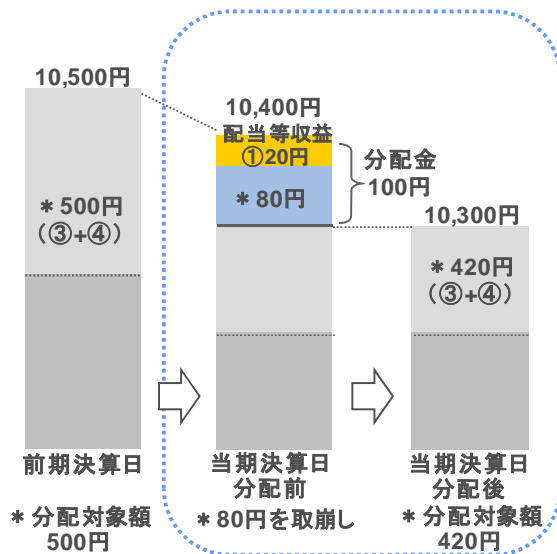 10,500円
*500円
（③+④）
前期決算日
*分配対象額
500円
10,400円
配当等収益
①20円
*80円
分配金
100円
当期決算日
分配前
*80円を取崩し
10,300円
*420円
（③+④）
当期決算日
分配後
*分配対象額
420円